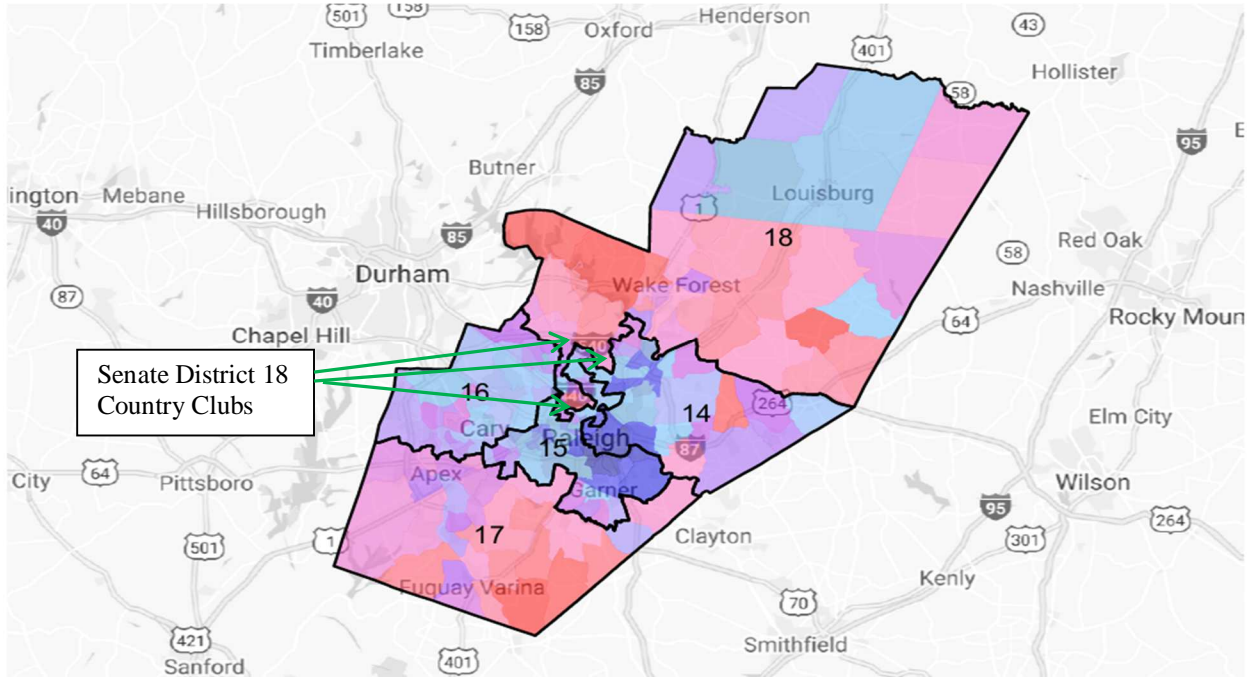 501
158
158
Henderson
43
Timberlake
Oxford
401
Hollister
85
58
95
Butner
ington
Mebane
Louisburg
40
Hillsborough
1
85
18
Red Oak
58
Durham
Wake Forest
Nashville
87
40
64
Rocky Moun
Chapel Hill
40
Senate District 18
Country Clubs
16
40
14
264
Elm City
Cary
15
Raleigh
City
64
Pittsboro
Apex
87
Wilson
Garner
95
264
501
1
17
Clayton
301
Fuquay Varina
Kenly
70
421
Smithfield
Sanford
401